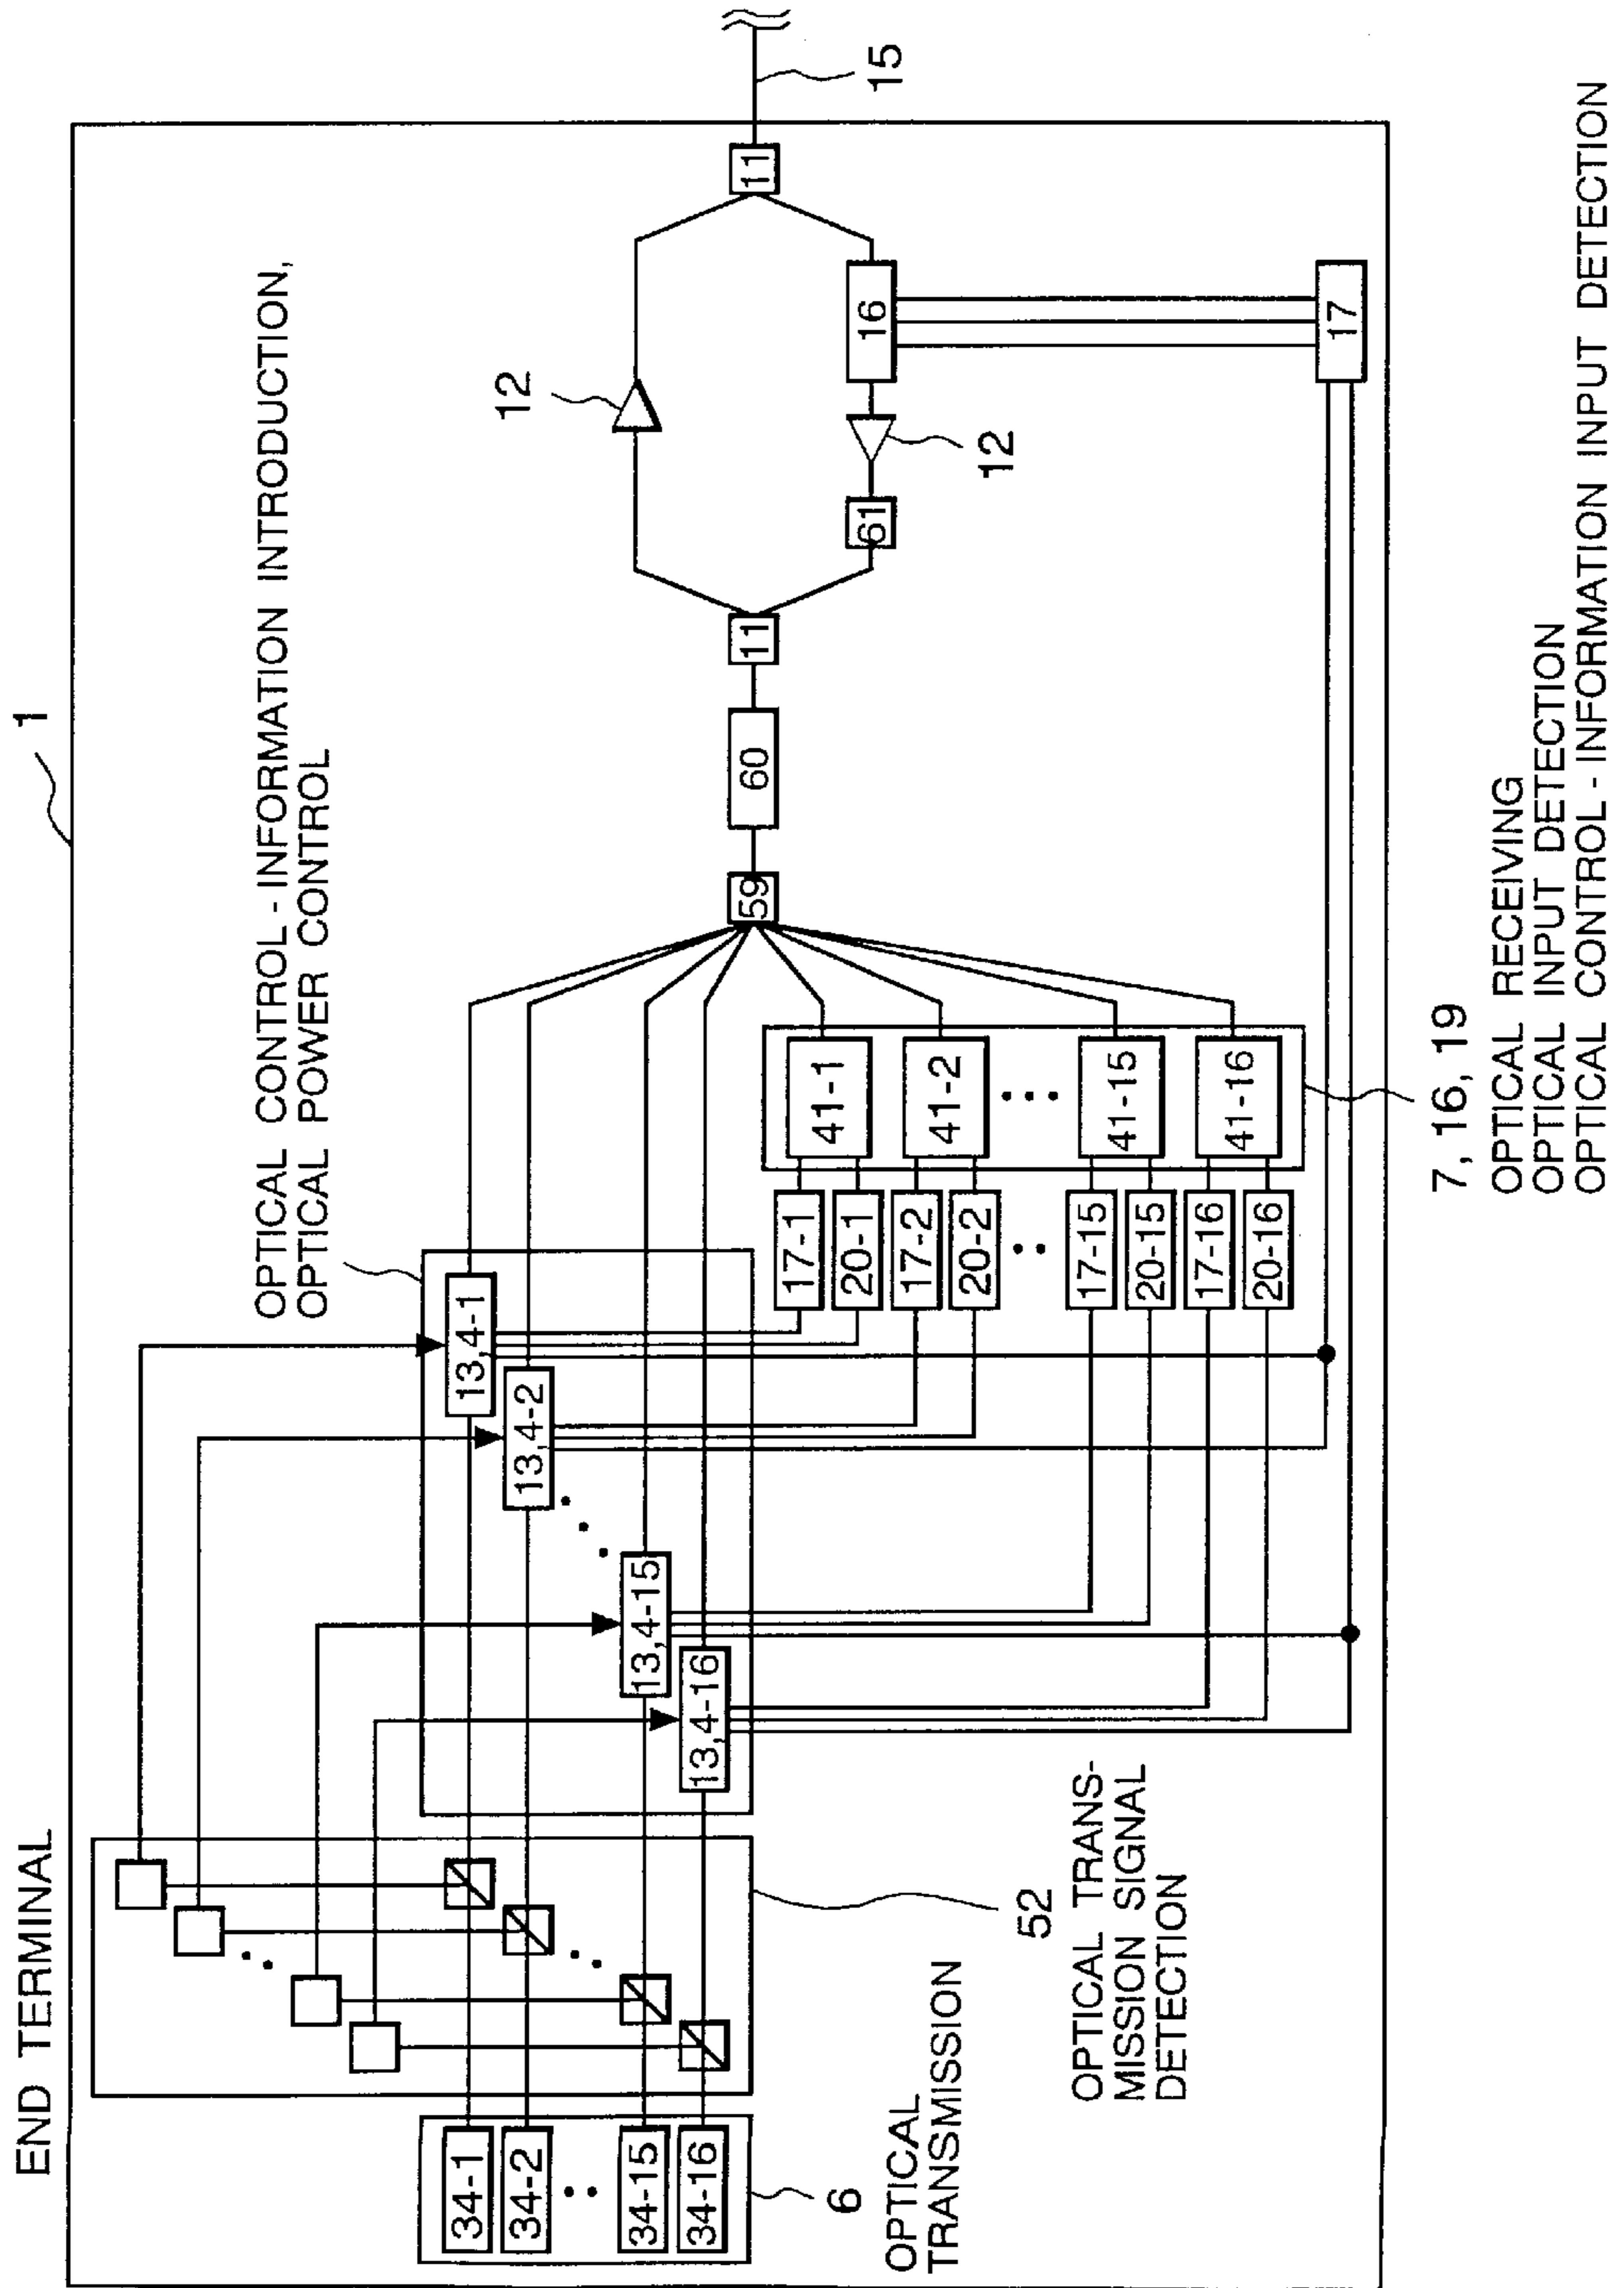 END TERMINAL
1
OPTICAL CONTROL - INFORMATION INTRODUCTION,
OPTICAL POWER CONTROL
34-1
34-2
34-15
34-16
6
OPTICAL
TRANSMISSION
52
OPTICAL TRANS-
MISSION SIGNAL
DETECTION
13,4-1
13,4-2
13,4-15
13,4-16
17-1
20-1
17-2
20-2
17-15
20-15
17-16
20-16
41-1
41-2
41-15
41-16
7, 16, 19
OPTICAL RECEIVING
OPTICAL INPUT DETECTION
OPTICAL CONTROL - INFORMATION INPUT DETECTION
59
60
11
12
61
12
16
17
11
15